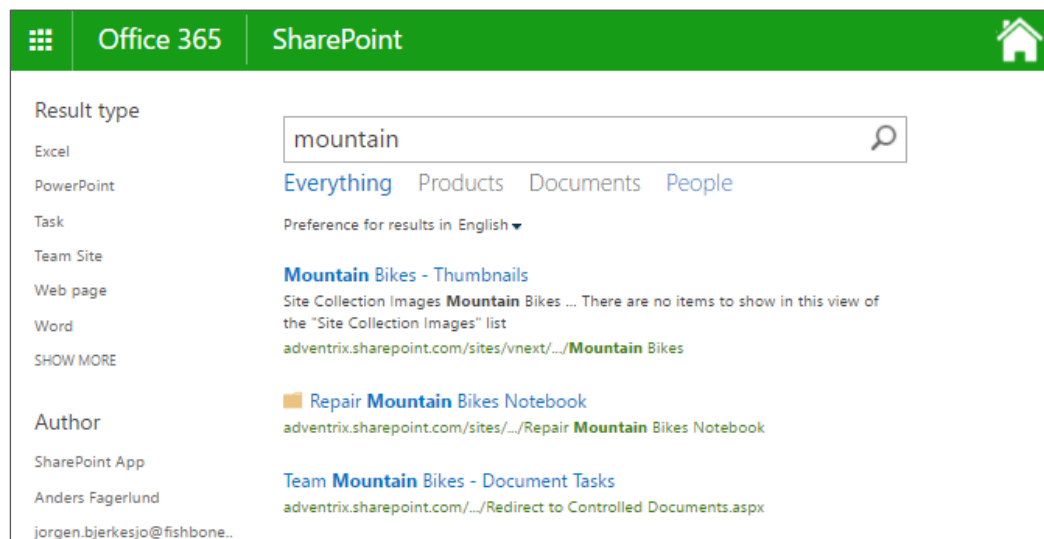 Office 365
SharePoint
Result type
Excel
PowerPoint
Task
Team Site
Web page
Word
SHOW MORE
Author
SharePoint App
Anders Fagerlund
jorgen.bjerkesjo@fishbone..
mountain
Everything Products Documents People
Preference for results in English
Mountain Bikes - Thumbnails
Site Collection Images Mountain Bikes ... There are no items to show in this view of
the "Site Collection Images" list
adventrix.sharepoint.com/sites/vnext/.../Mountain Bikes
Repair Mountain Bikes Notebook
adventrix.sharepoint.com/sites/.../Repair Mountain Bikes Notebook
Team Mountain Bikes - Document Tasks
adventrix.sharepoint.com/.../Redirect to Controlled Documents.aspx